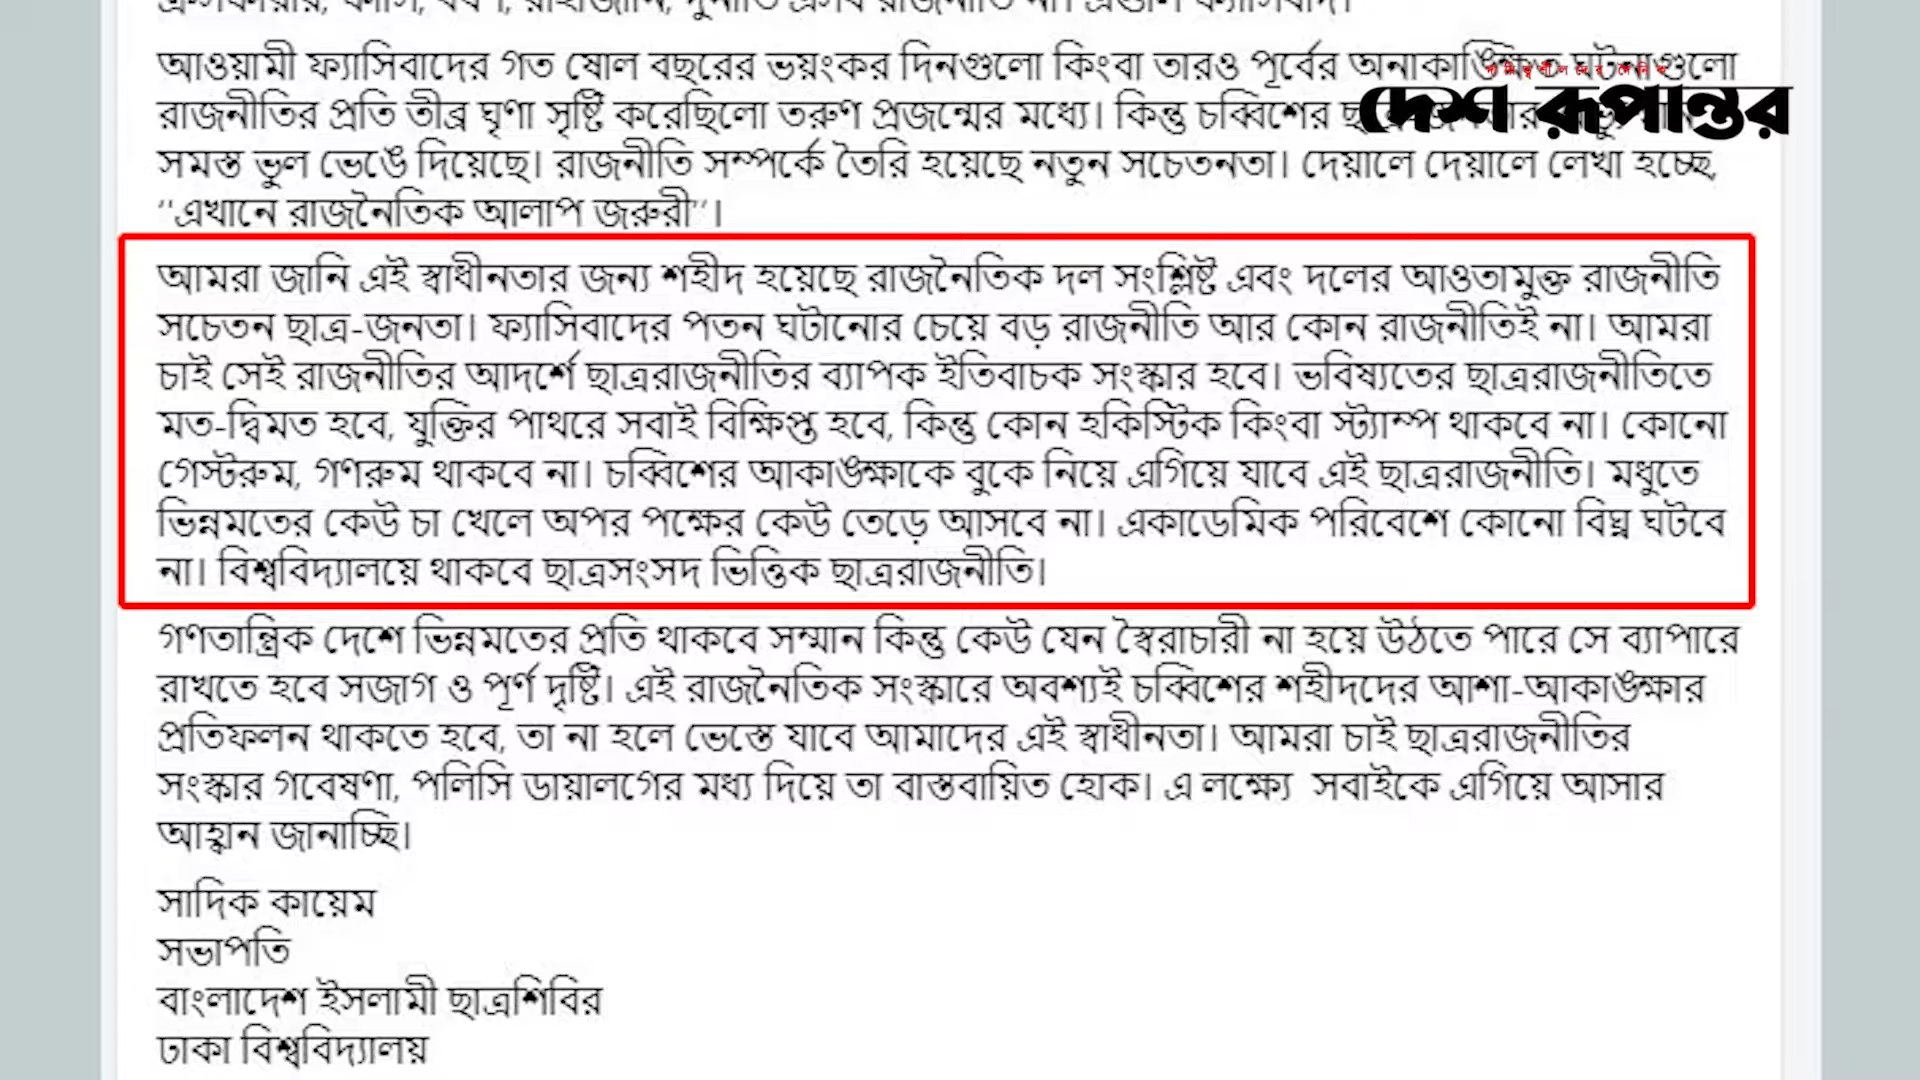 আওয়ামী ফ্যাসিবাদের গত ষোল বছরের ভয়ংকর দিনগুলো কিংবা তারও পূর্বের অনাকাঙ্ক্ষিত ঘটনাগুলো
দেশ রূপান্তর
রাজনীতির প্রতি তীব্র ঘৃণা সৃষ্টি করেছিলো তরুণ প্রজন্মের মধ্যে। কিন্তু চব্বিশের
সমস্ত ভুল ভেঙে দিয়েছে। রাজনীতি সম্পর্কে তৈরি হয়েছে নতুন সচেতনতা। দেয়ালে দেয়ালে লেখা হচ্ছে,
‘‘এখানে রাজনৈতিক আলাপ জরুরী’’।
আমরা জানি এই স্বাধীনতার জন্য শহীদ হয়েছে রাজনৈতিক দল সংশ্লিষ্ট এবং দলের আওতামুক্ত রাজনীতি
সচেতন ছাত্র-জনতা। ফ্যাসিবাদের পতন ঘটানোর চেয়ে বড় রাজনীতি আর কোন রাজনীতিই না। আমরা
চাই সেই রাজনীতির আদর্শে ছাত্ররাজনীতির ব্যাপক ইতিবাচক সংস্কার হবে। ভবিষ্যতের ছাত্ররাজনীতিতে
মত-দ্বিমত হবে, যুক্তির পাথরে সবাই বিক্ষিপ্ত হবে, কিন্তু কোন হকিস্টিক কিংবা স্ট্যাম্প থাকবে না। কোনো
গেস্টরুম, গণরুম থাকবে না। চব্বিশের আকাঙ্ক্ষাকে বুকে নিয়ে এগিয়ে যাবে এই ছাত্ররাজনীতি। মধুতে
ভিন্নমতের কেউ চা খেলে অপর পক্ষের কেউ তেড়ে আসবে না। একাডেমিক পরিবেশে কোনো বিঘ্ন ঘটবে
না। বিশ্ববিদ্যালয়ে থাকবে ছাত্রসংসদ ভিত্তিক ছাত্ররাজনীতি।
গণতান্ত্রিক দেশে ভিন্নমতের প্রতি থাকবে সম্মান কিন্তু কেউ যেন স্বৈরাচারী না হয়ে উঠতে পারে সে ব্যাপারে
রাখতে হবে সজাগ ও পূর্ণ দৃষ্টি। এই রাজনৈতিক সংস্কারে অবশ্যই চব্বিশের শহীদদের আশা-আকাঙ্ক্ষার
প্রতিফলন থাকতে হবে, তা না হলে ভেস্তে যাবে আমাদের এই স্বাধীনতা। আমরা চাই ছাত্ররাজনীতির
সংস্কার গবেষণা, পলিসি ডায়ালগের মধ্য দিয়ে তা বাস্তবায়িত হোক। এ লক্ষ্যে সবাইকে এগিয়ে আসার
আহ্বান জানাচ্ছি।
সাদিক কায়েম
সভাপতি
বাংলাদেশ ইসলামী ছাত্রশিবির
ঢাকা বিশ্ববিদ্যালয়